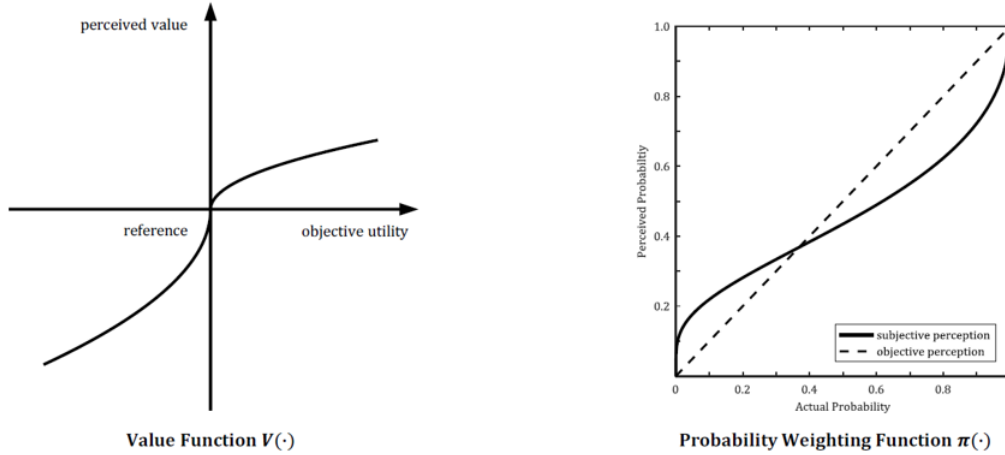 perceived value
reference
objective utility
Value Function V(·)
1.0
0.8
0.6
0.4
0.2
0
0.2
0.4
0.6
0.8
Perceived Probabiltiy
Actual Probability
subjective perception
objective perception
Probability Weighting Function π(·)